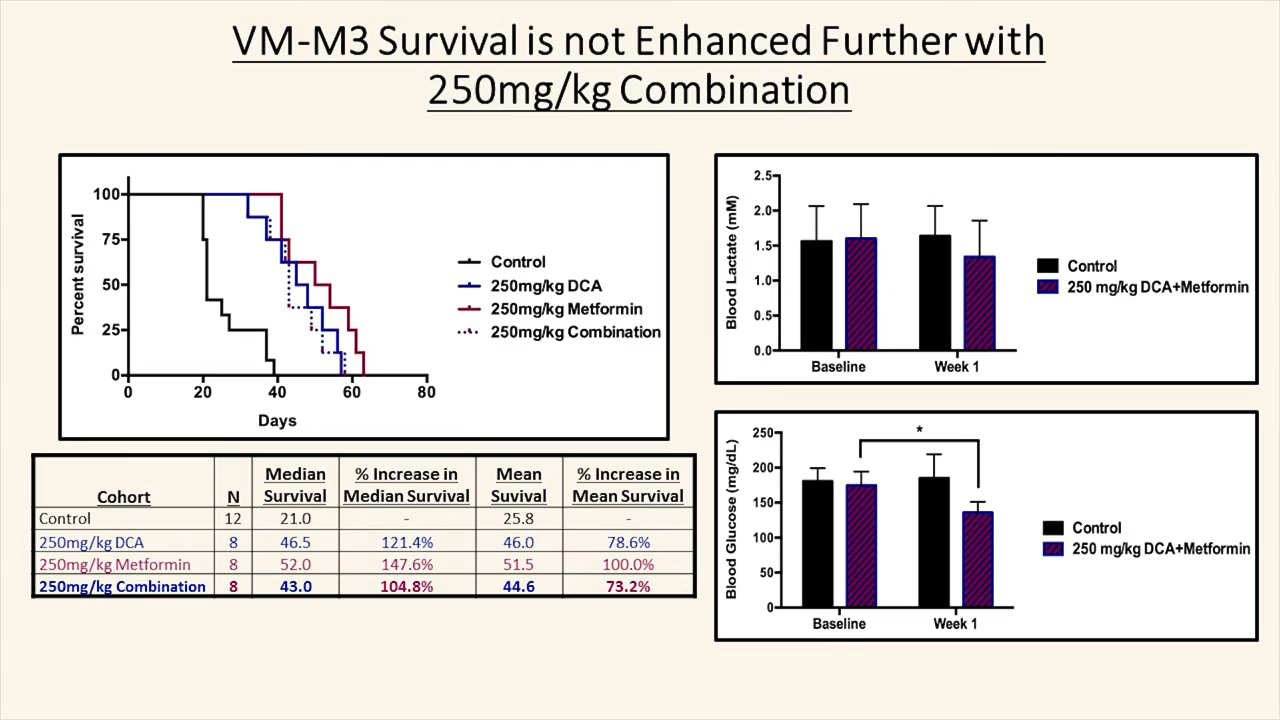 VM-M3 Survival is not Enhanced Further with
250mg/kg Combination
Percent survival
100
75
50
25
0
0 20 40 60 80
Days
Control
250mg/kg DCA
250mg/kg Metformin
250mg/kg Combination
Blood Lactate (mM)
2.5
2.0
1.5
1.0
0.5
0.0
Baseline Week 1
Control
250 mg/kg DCA+Metformin
Blood Glucose (mg/dL)
250
200
150
100
50
0
*
Baseline Week 1
Control
250 mg/kg DCA+Metformin
Cohort N Median Survival % Increase in Median Survival Mean Suvival % Increase in Mean Survival
Control 12 21.0 - 25.8 -
250mg/kg DCA 8 46.5 121.4% 46.0 78.6%
250mg/kg Metformin 8 52.0 147.6% 51.5 100.0%
250mg/kg Combination 8 43.0 104.8% 44.6 73.2%